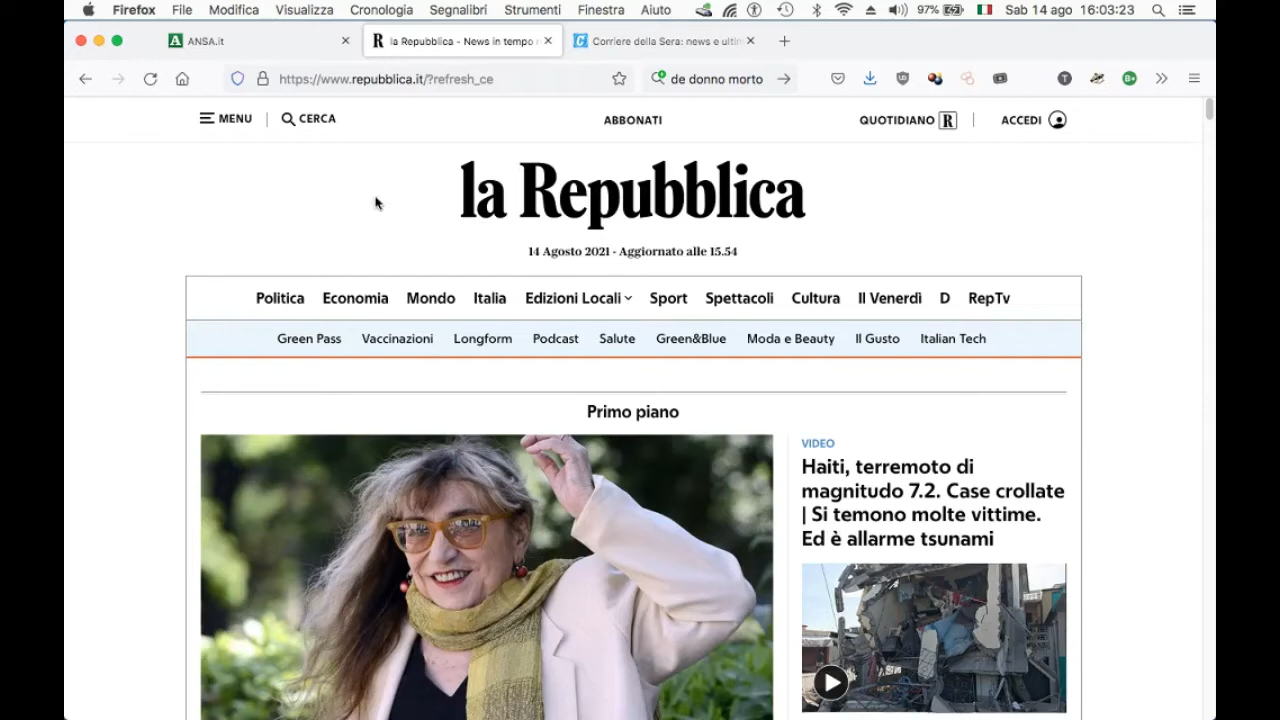 Firefox File Modifica Visualizza Cronologia Segnalibri Strumenti Finestra Aiuto 97% Sab 14 ago 16:03:23
ANSA.it la Repubblica - News in tempo Corriere della Sera: news e ultin
https://www.repubblica.it/?refresh_ce de donno morto
MENU CERCA ABBONATI QUOTIDIANO R ACCEDI
la Repubblica
14 Agosto 2021 - Aggiornato alle 15.54
Politica Economia Mondo Italia Edizioni Locali Sport Spettacoli Cultura Il Venerdì D RepTv
Green Pass Vaccinazioni Longform Podcast Salute Green&Blue Moda e Beauty Il Gusto Italian Tech
Primo piano
VIDEO
Haiti, terremoto di
magnitudo 7.2. Case crollate
| Si temono molte vittime.
Ed è allarme tsunami